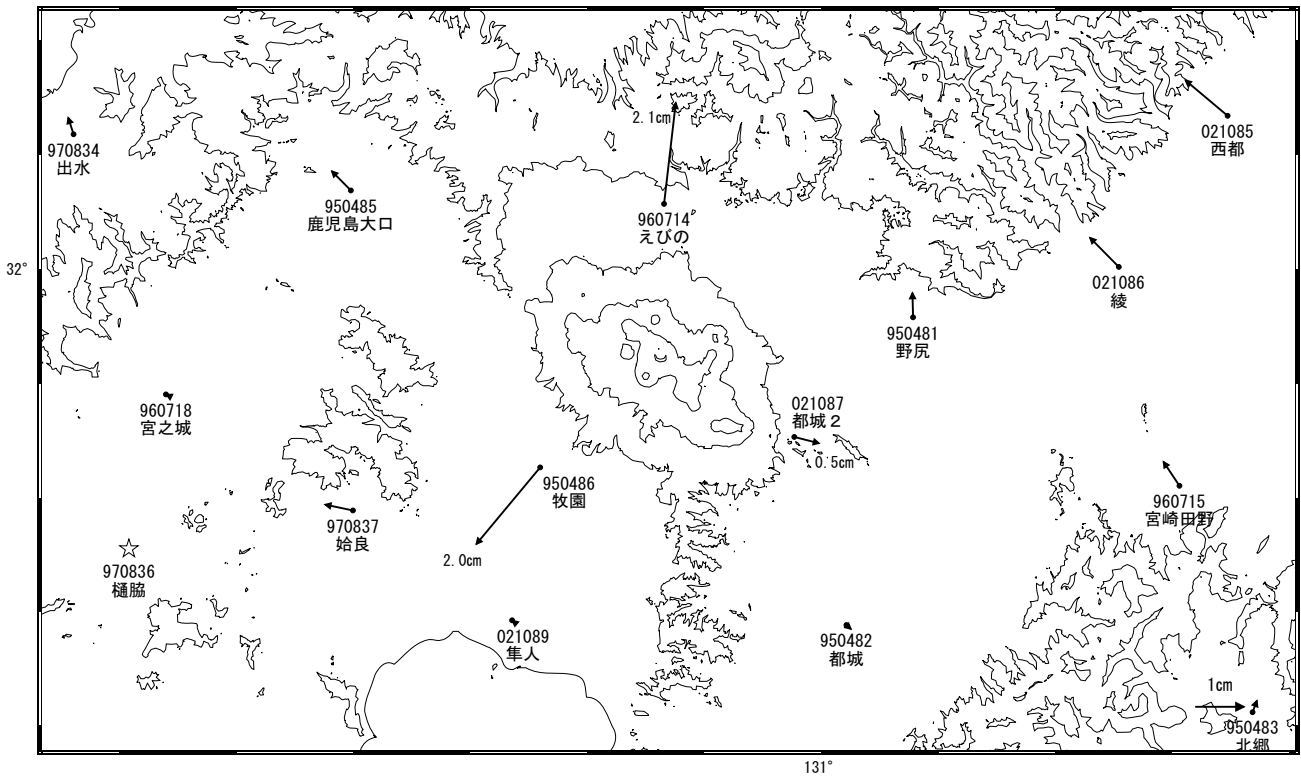 2.1cm
021085
西都
970834
出水
950485
鹿児島大口
960714
えびの
32°
021086
綾
950481
野尻
960718
宮之城
021087
都城2
0.5cm
950486
牧園
960715
宮崎田野
970837
姶良
2.0cm
970836
樋脇
021089
隼人
950482
都城
1cm
950483
北郷
131°